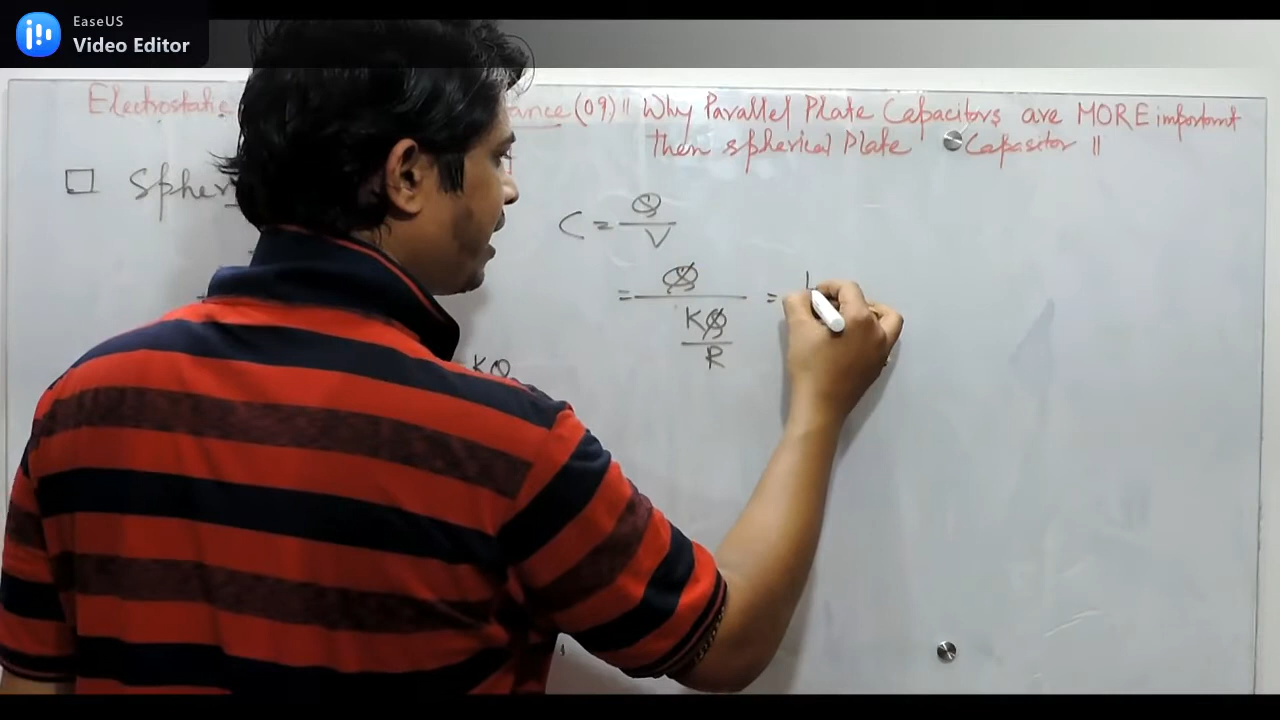 EaseUS
Video Editor
Electrostatic ance (09) || Why Parallel Plate Capacitors are MORE important
Then spherical Plate Capasitor ||
□ Spher
C = Q / V
= Q / KQ / R =
KQ